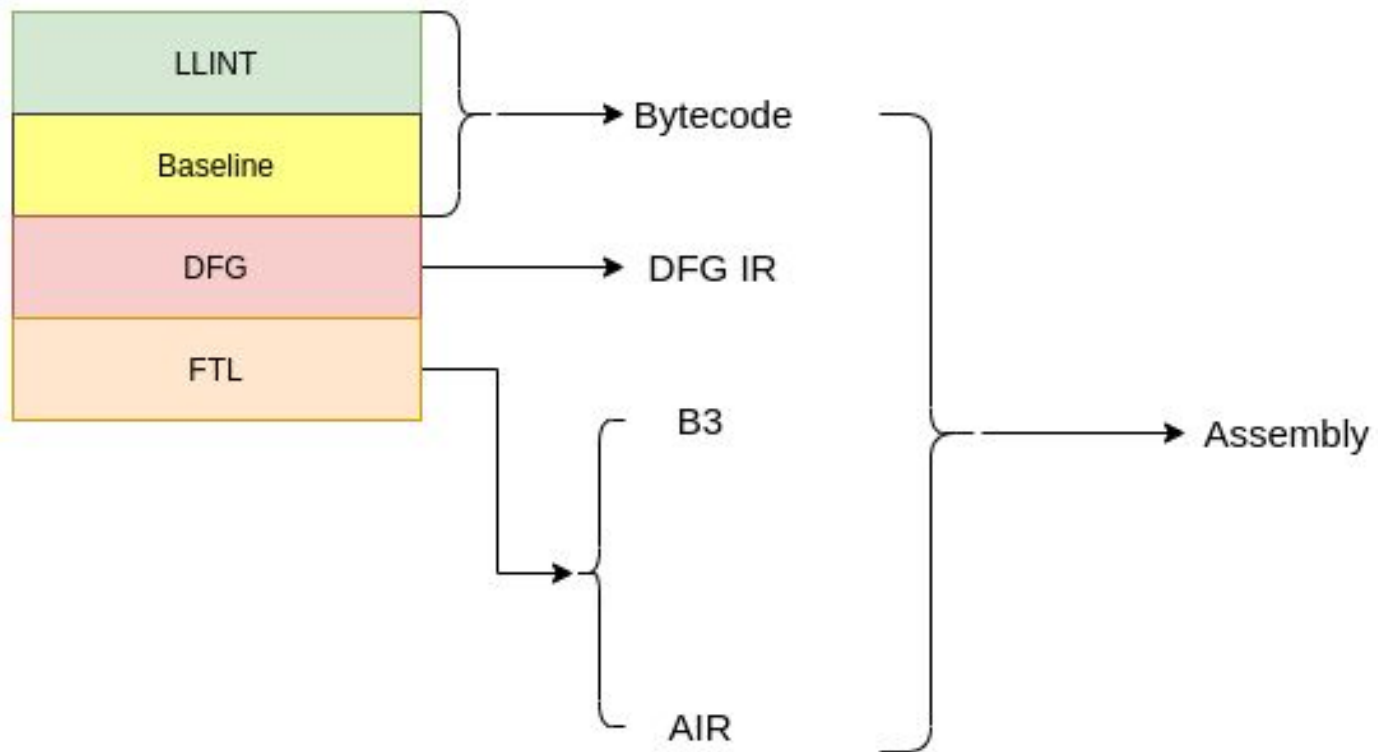 LLINT
Bytecode
Baseline
DFG
DFG IR
FTL
B3
Assembly
AIR